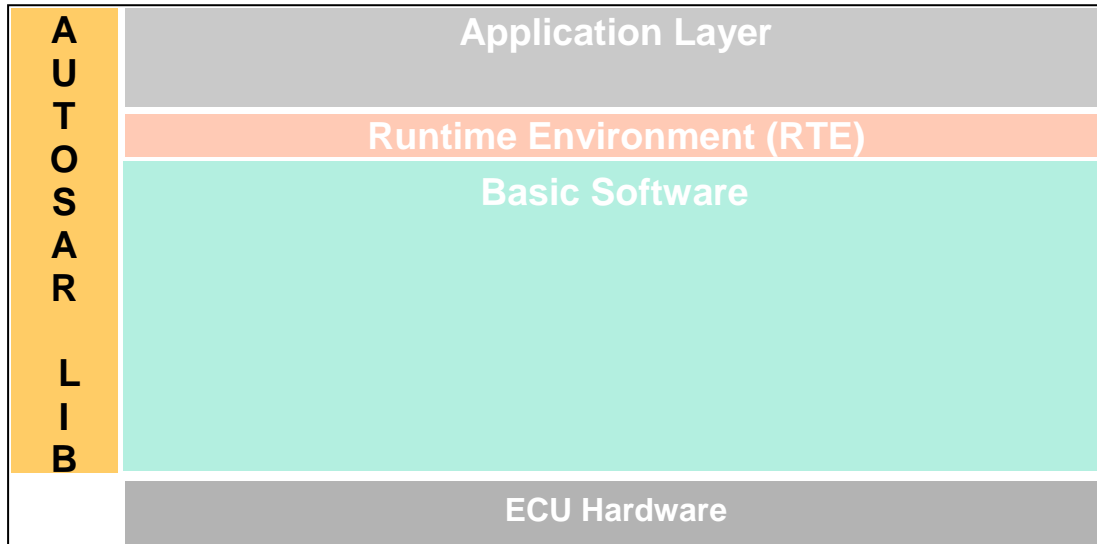 A
U
T
O
S
A
R
L
I
B
Application Layer
Runtime Environment (RTE)
Basic Software
ECU Hardware